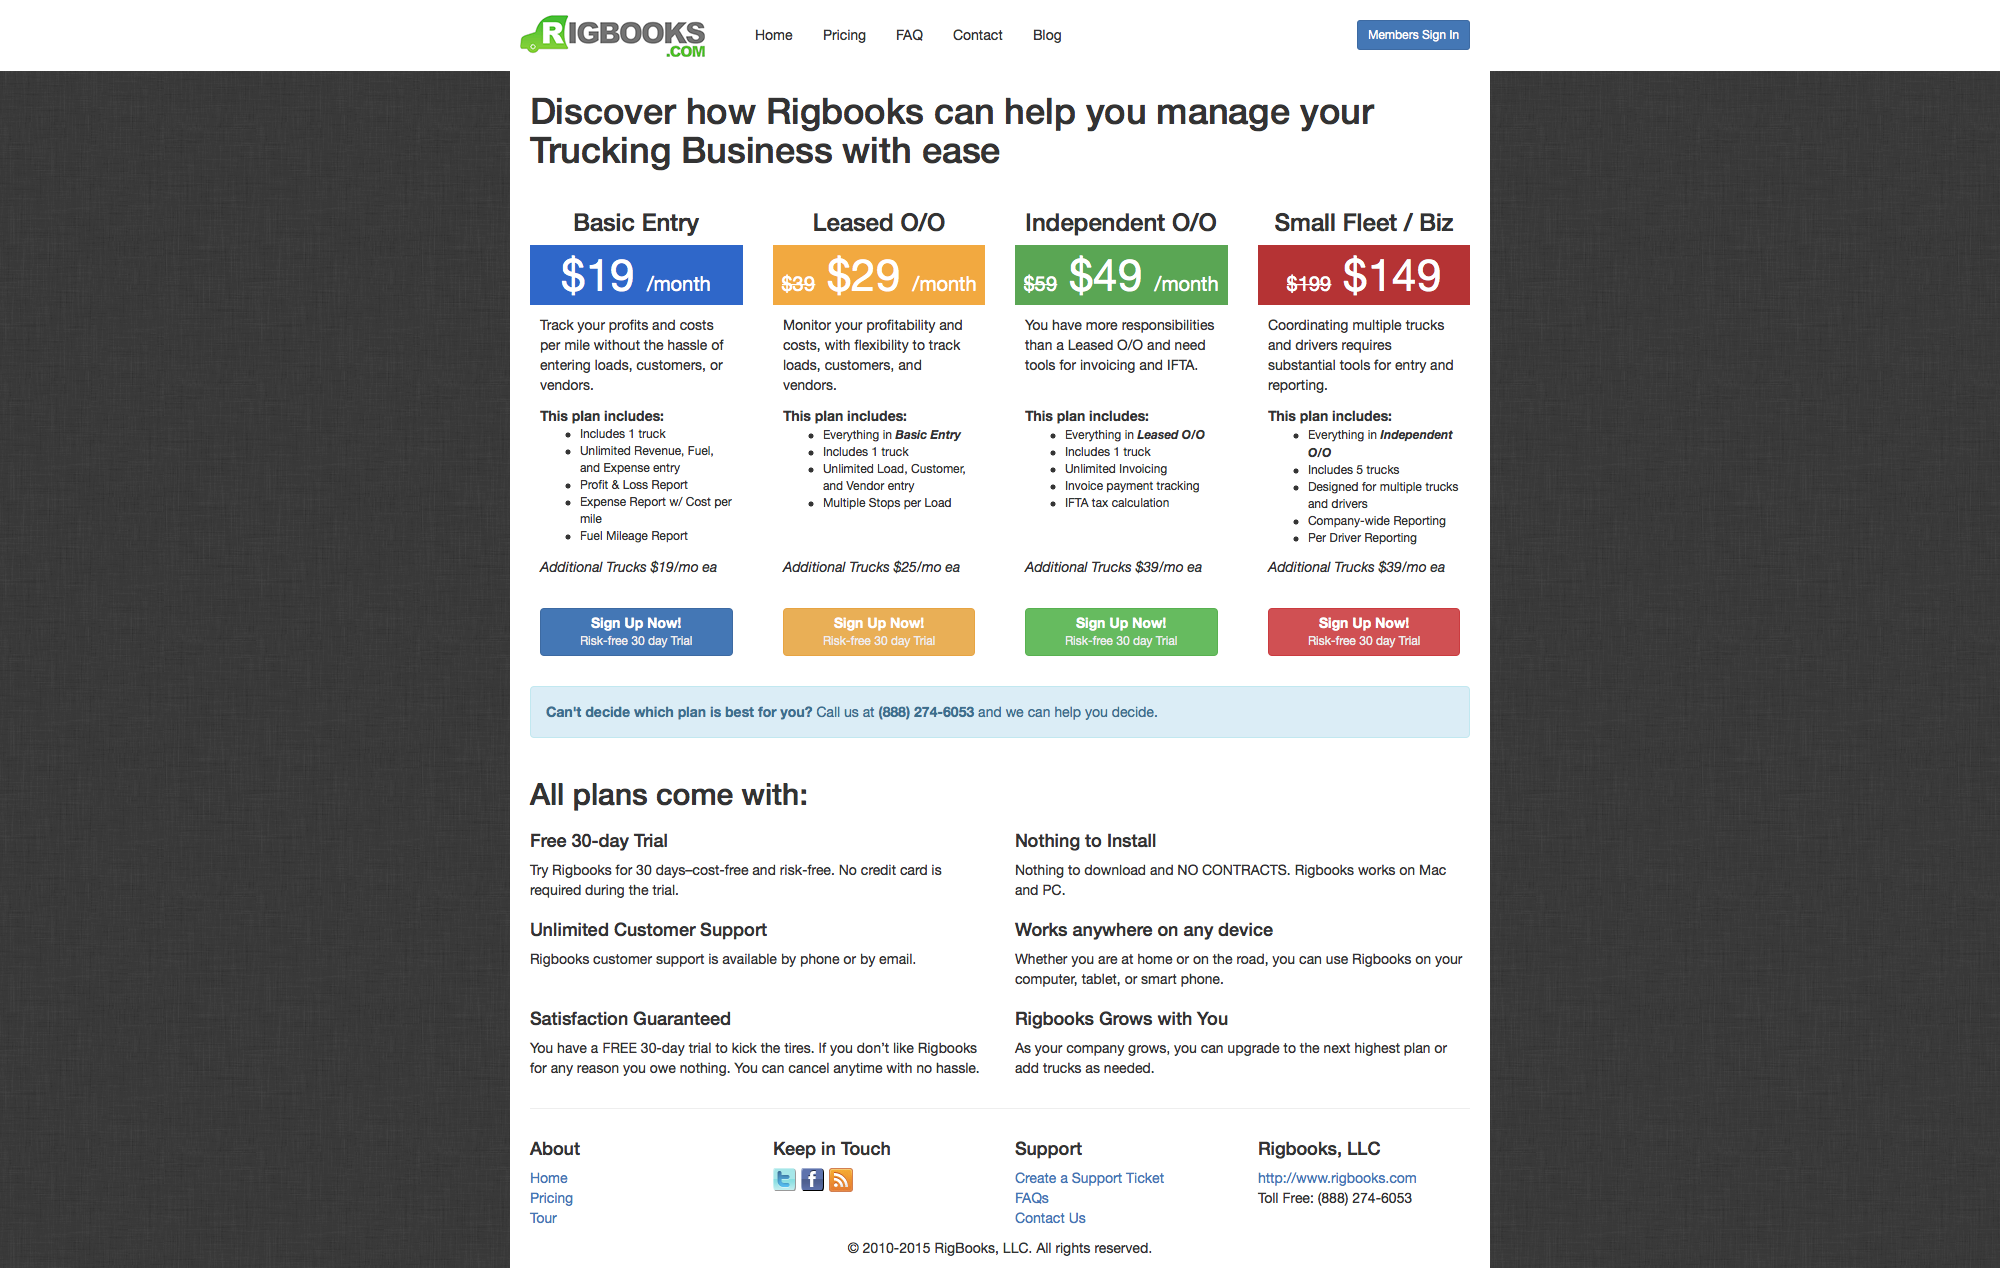 RIGBOOKS
.COM
Home
Pricing
FAQ
Contact
Blog
Members Sign In
Discover how Rigbooks can help you manage your
Trucking Business with ease
Basic Entry
$19 /month
Track your profits and costs
per mile without the hassle of
entering loads, customers, or
vendors.
This plan includes:
Includes 1 truck
Unlimited Revenue, Fuel,
and Expense entry
Profit & Loss Report
Expense Report w/ Cost per
mile
Fuel Mileage Report
Additional Trucks $19/mo ea
Sign Up Now!
Risk-free 30 day Trial
Leased O/O
$39 $29 /month
Monitor your profitability and
costs, with flexibility to track
loads, customers, and
vendors.
This plan includes:
Everything in Basic Entry
Includes 1 truck
Unlimited Load, Customer,
and Vendor entry
Multiple Stops per Load
Additional Trucks $25/mo ea
Sign Up Now!
Risk-free 30 day Trial
Independent O/O
$59 $49 /month
You have more responsibilities
than a Leased O/O and need
tools for invoicing and IFTA.
This plan includes:
Everything in Leased O/O
Includes 1 truck
Unlimited Invoicing
Invoice payment tracking
IFTA tax calculation
Additional Trucks $39/mo ea
Sign Up Now!
Risk-free 30 day Trial
Small Fleet / Biz
$199 $149
Coordinating multiple trucks
and drivers requires
substantial tools for entry and
reporting.
This plan includes:
Everything in Independent
O/O
Includes 5 trucks
Designed for multiple trucks
and drivers
Company-wide Reporting
Per Driver Reporting
Additional Trucks $39/mo ea
Sign Up Now!
Risk-free 30 day Trial
Can't decide which plan is best for you? Call us at (888) 274-6053 and we can help you decide.
All plans come with:
Free 30-day Trial
Try Rigbooks for 30 days–cost-free and risk-free. No credit card is
required during the trial.
Nothing to Install
Nothing to download and NO CONTRACTS. Rigbooks works on Mac
and PC.
Unlimited Customer Support
Rigbooks customer support is available by phone or by email.
Works anywhere on any device
Whether you are at home or on the road, you can use Rigbooks on your
computer, tablet, or smart phone.
Satisfaction Guaranteed
You have a FREE 30-day trial to kick the tires. If you don’t like Rigbooks
for any reason you owe nothing. You can cancel anytime with no hassle.
Rigbooks Grows with You
As your company grows, you can upgrade to the next highest plan or
add trucks as needed.
About
Home
Pricing
Tour
Keep in Touch
Support
Create a Support Ticket
FAQs
Contact Us
Rigbooks, LLC
http://www.rigbooks.com
Toll Free: (888) 274-6053
© 2010-2015 RigBooks, LLC. All rights reserved.